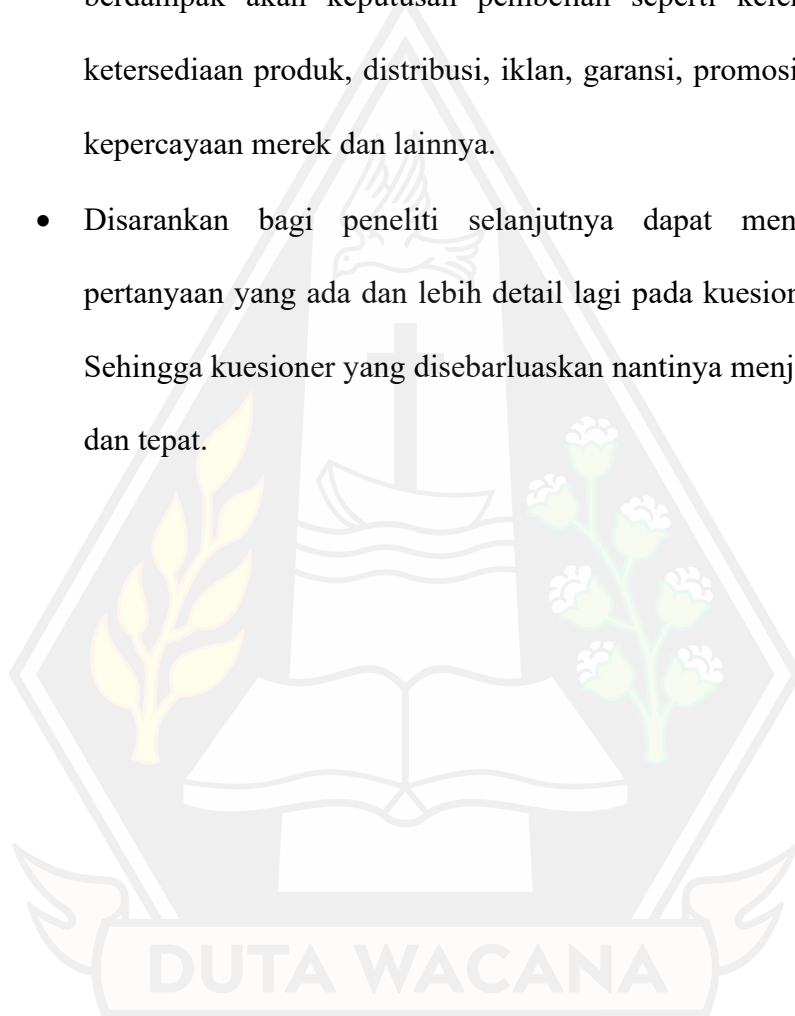 berdampak akan keputusan pembelian seperti
ketersediaan produk, distribusi, iklan, garansi, promosi
kepercayaan merek dan lainnya.
• Disarankan bagi peneliti selanjutnya dapat men
pertanyaan yang ada dan lebih detail lagi pada kuesion
Sehingga kuesioner yang disebarluaskan nantinya menj
dan tepat.
DUTA WACANA